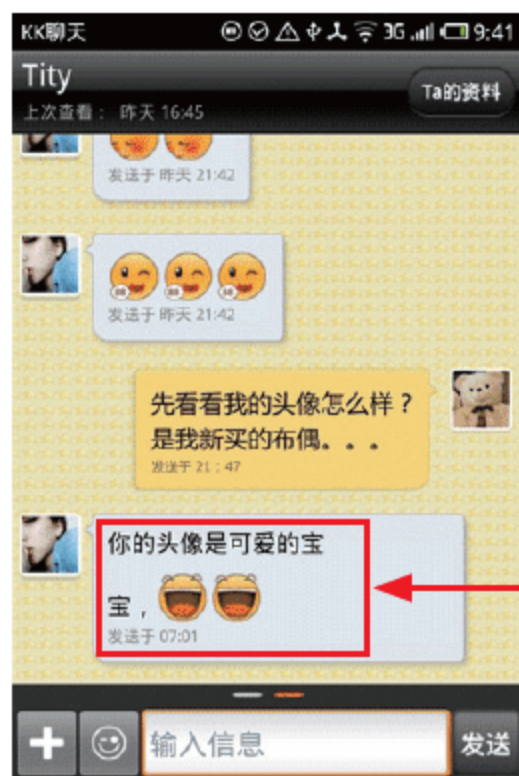 KK聊天 3G 9:41
Tity
Ta的资料
上次查看： 昨天 16:45
发送于 昨天 21:42
发送于 昨天 21:42
先看看我的头像怎么样？
是我新买的布偶。。。
发送于 21：47
你的头像是可爱的宝
宝，
发送于 07:01
输入信息
发送